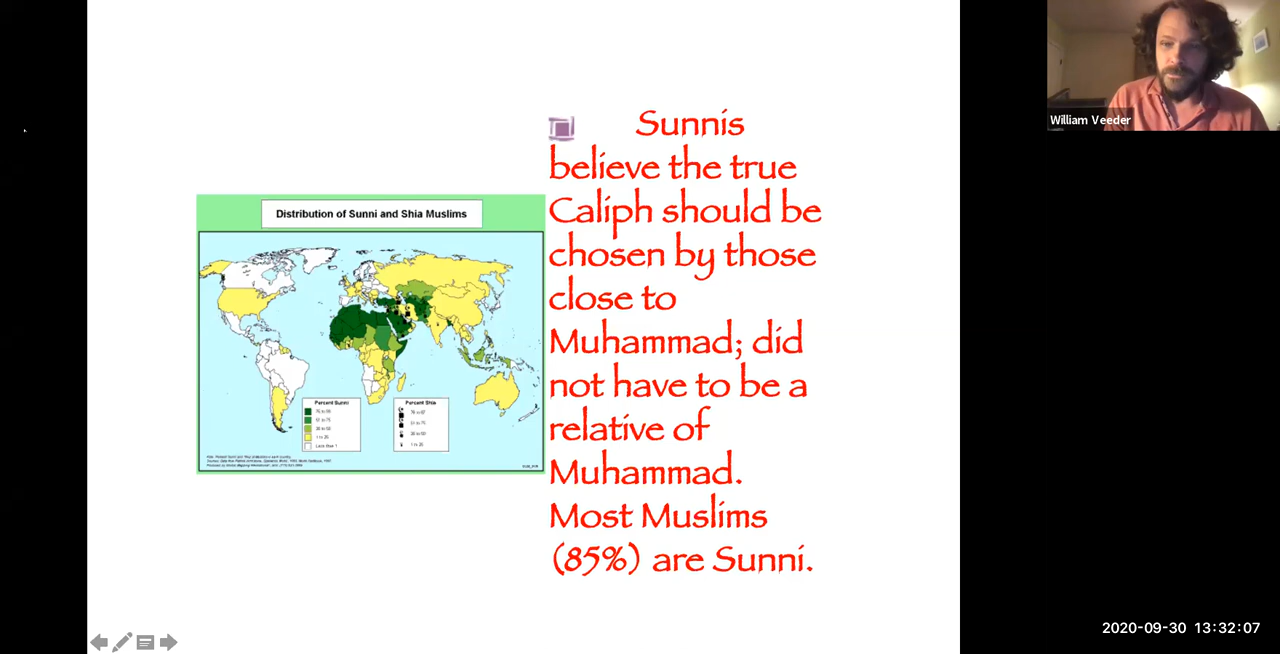 Sunnis
believe the true
Caliph should be
chosen by those
close to
Muhammad; did
not have to be a
relative of
Muhammad.
Most Muslims
(85%) are Sunni.
Distribution of Sunni and Shia Muslims
Percent Sunni
Percent Shia
William Veeder
2020-09-30 13:32:07